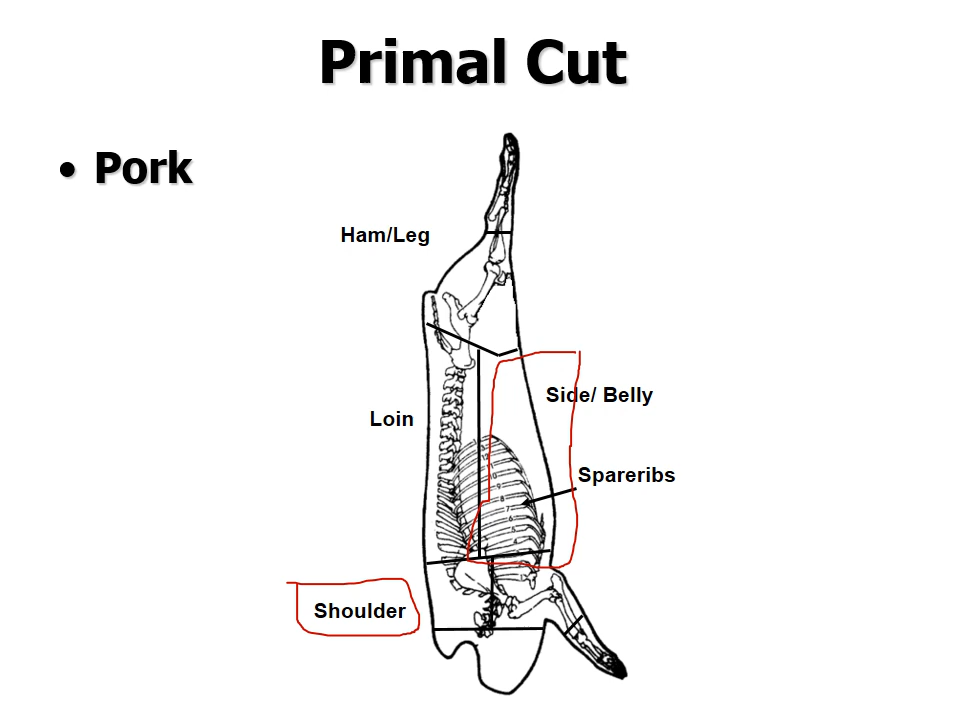 Primal Cut
• Pork
Ham/Leg
Side/ Belly
Loin
Spareribs
Shoulder